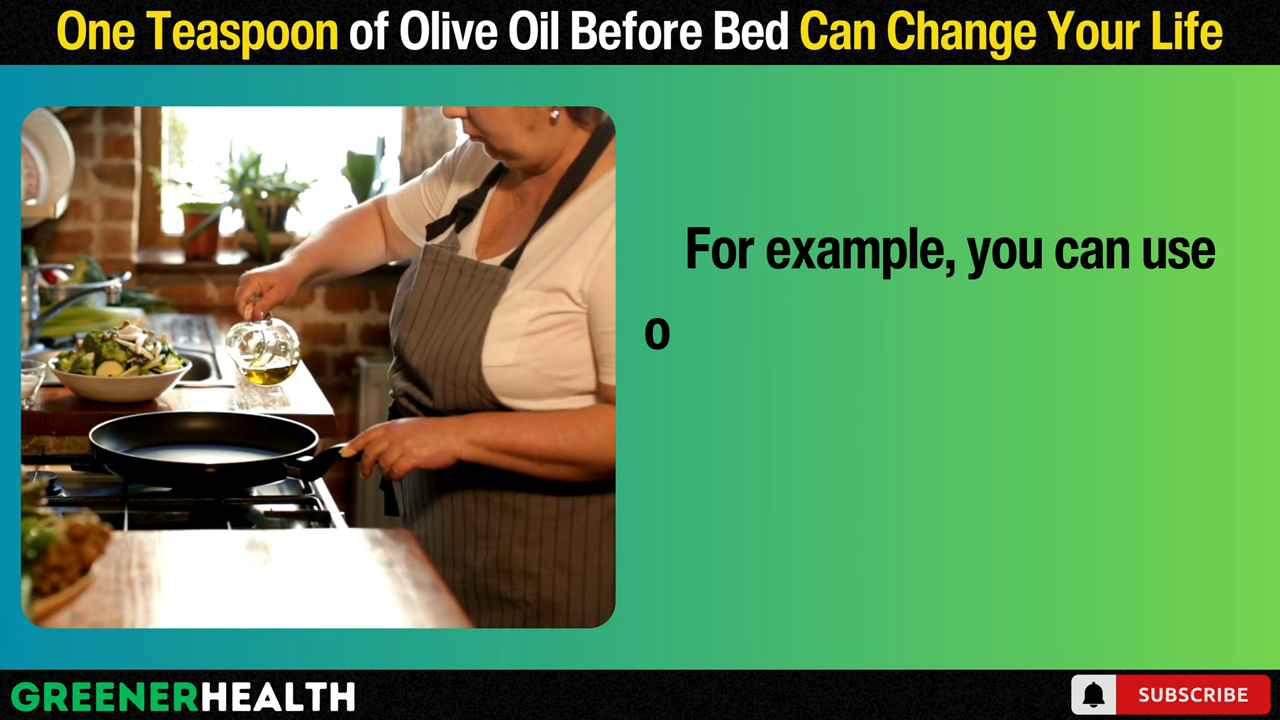 One Teaspoon of Olive Oil Before Bed Can Change Your Life
For example, you can use
o
GREENERHEALTH
SUBSCRIBE